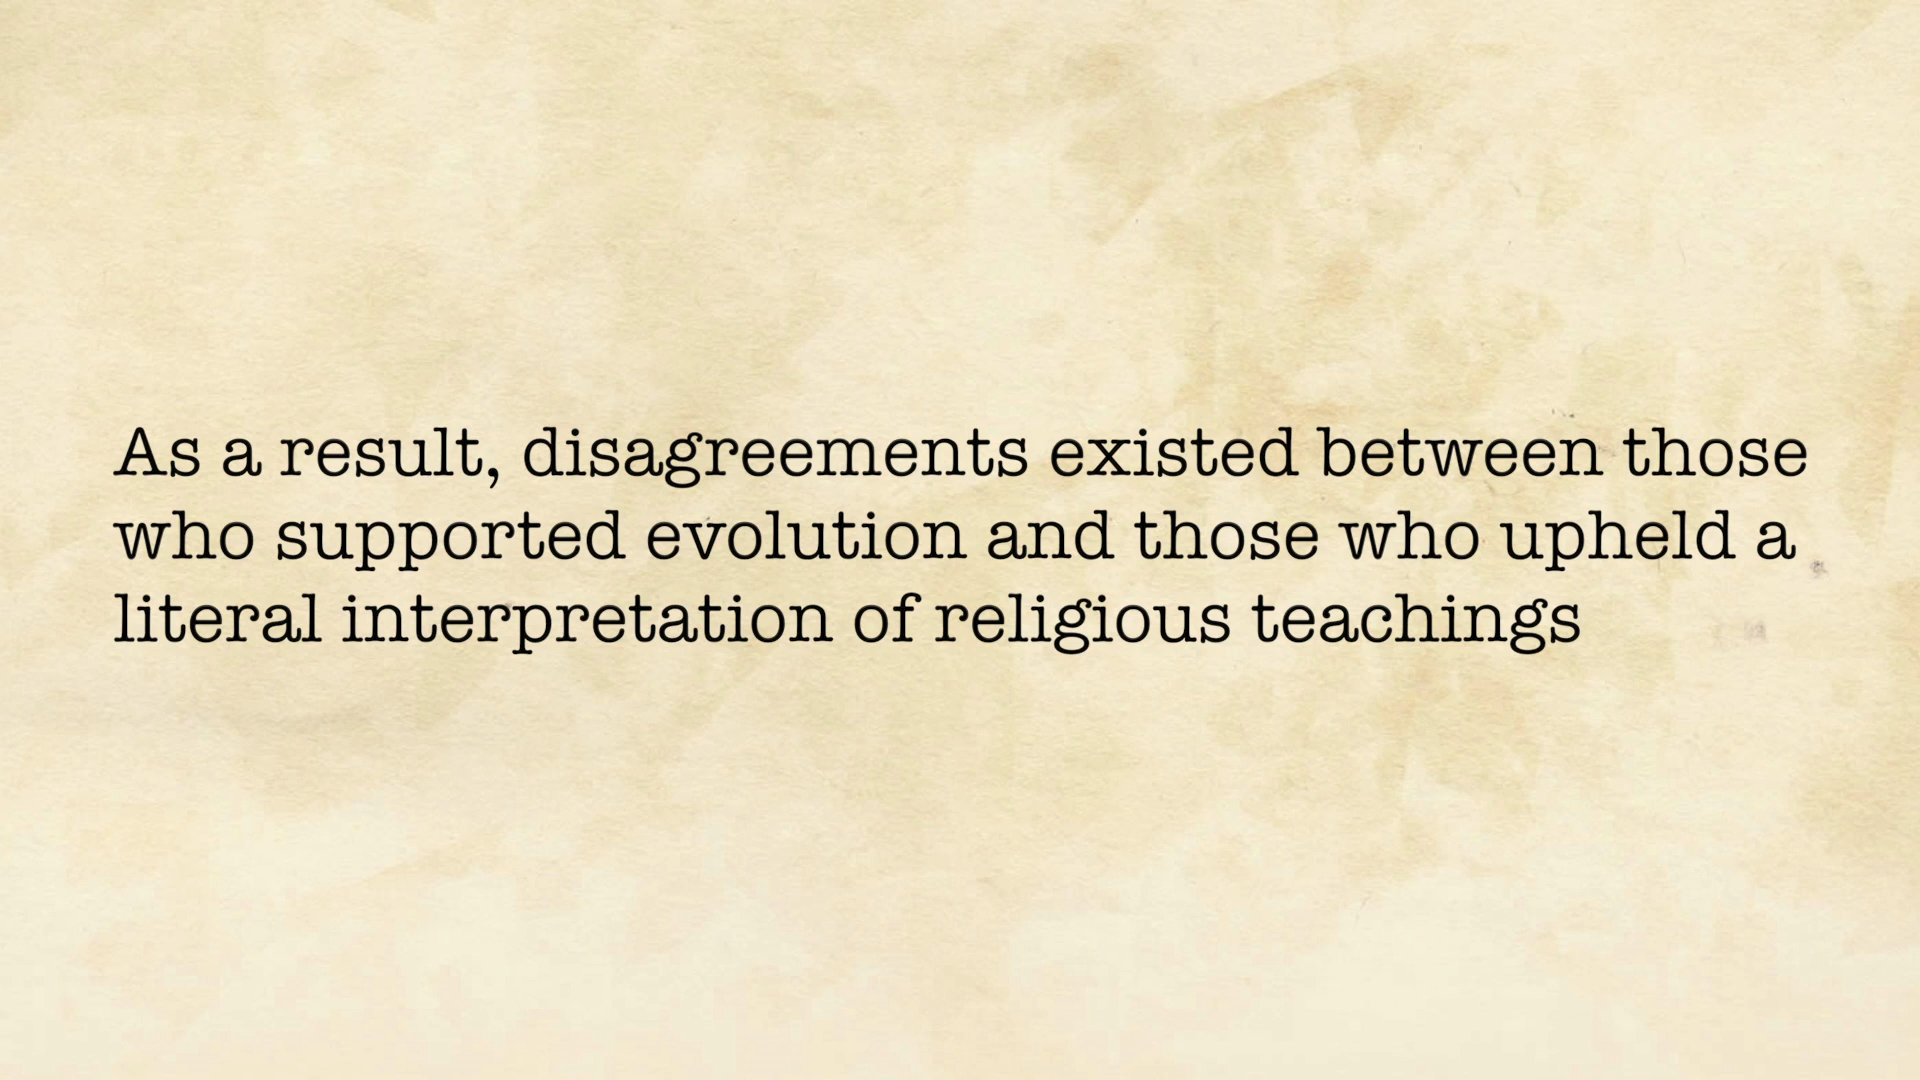 As a result, disagreements existed between those
who supported evolution and those who upheld a
literal interpretation of religious teachings